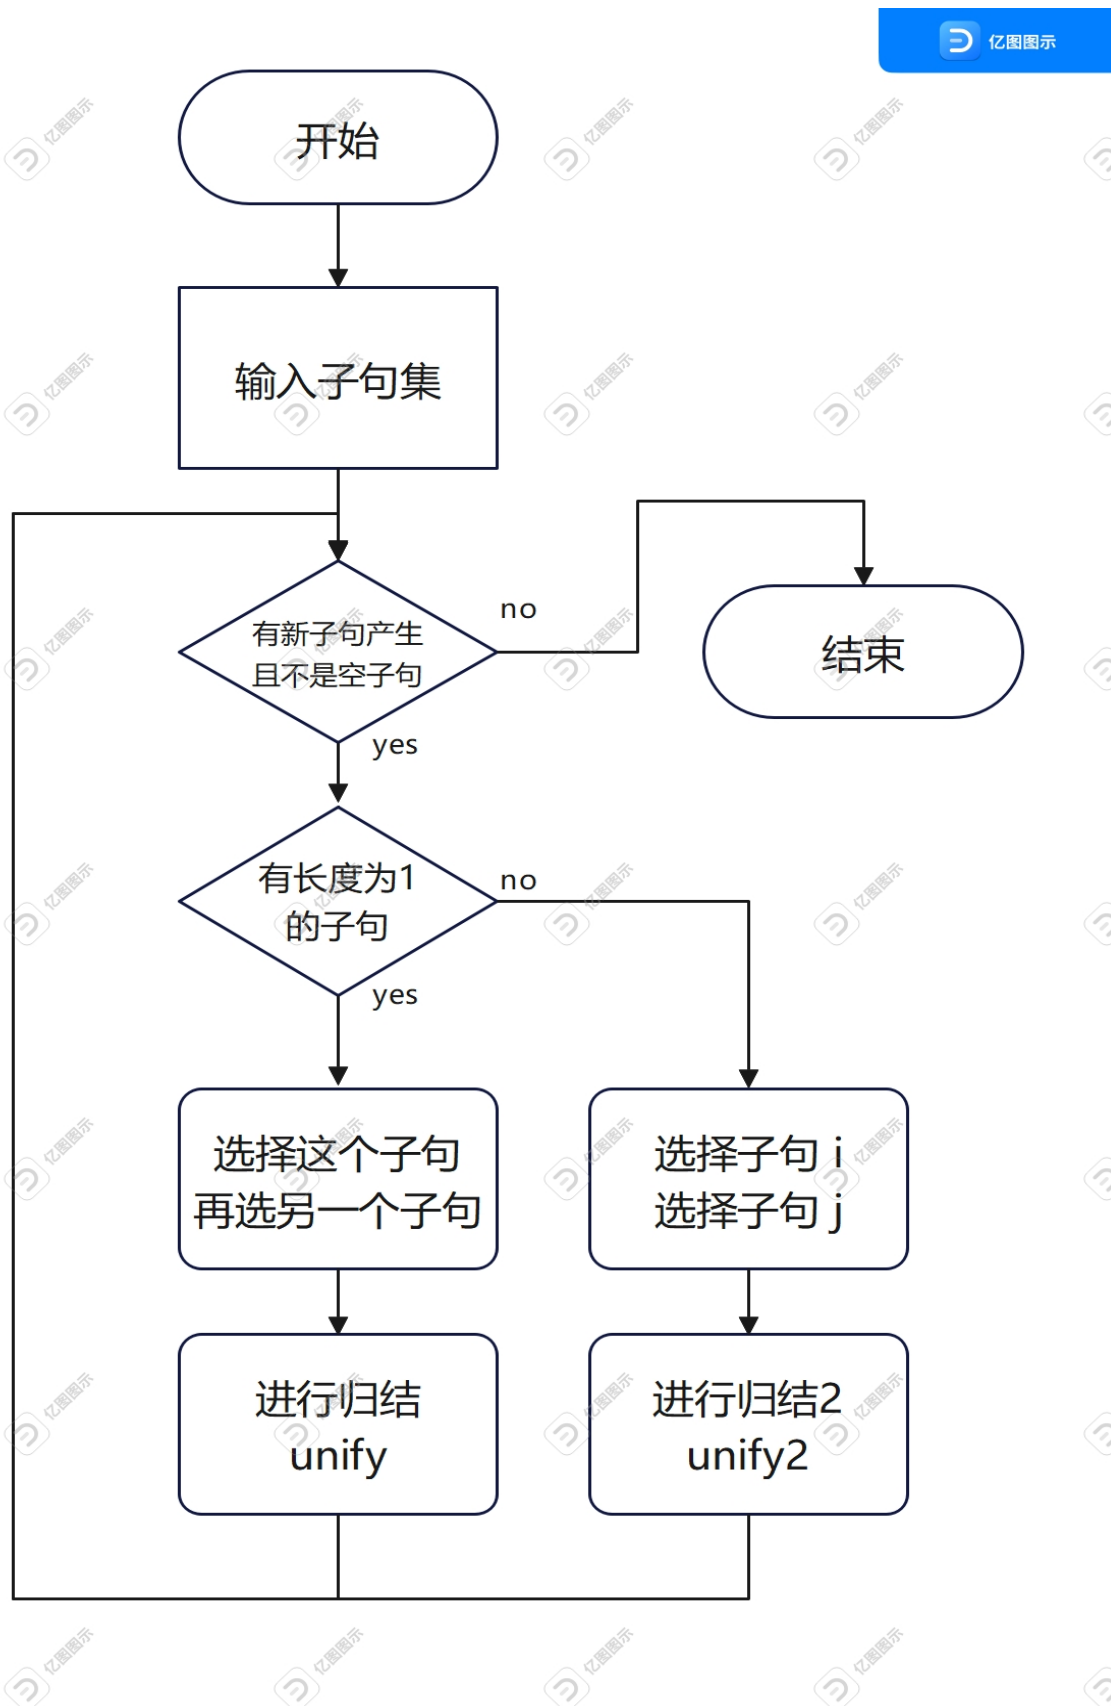 亿图图示
开始
输入子句集
有新子句产生
且不是空子句
no
结束
yes
有长度为1
的子句
no
yes
选择这个子句
再选另一个子句
选择子句 i
选择子句 j
进行归结
unify
进行归结2
unify2